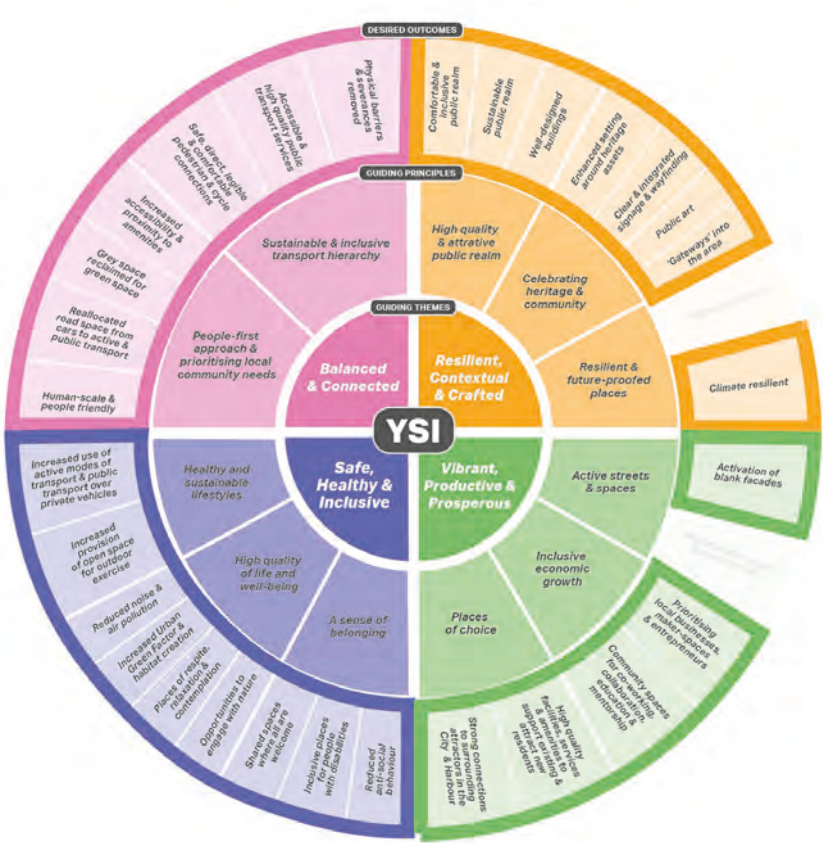 DESIRED OUTCOMES
Physical barriers
& severances
removed
Accessible &
high quality public
transport services
Safe, direct, legible
& comfortable
pedestrian & cycle
connections
Increased
accessibility &
proximity to
amenities
Grey space
reclaimed for
green space
Reallocated
road space from
cars to active &
public transport
Human-scale &
people friendly
Comfortable &
inclusive
public realm
Sustainable
public realm
Well-designed
buildings
Enhanced setting
around heritage
assets
Clear & integrated
signage & wayfinding
Public art
'Gateways' into
the area
Climate resilient
GUIDING PRINCIPLES
Sustainable & inclusive
transport hierarchy
People-first
approach &
prioritising local
community needs
High quality
& attrative
public realm
Celebrating
heritage &
community
Resilient &
future-proofed
places
GUIDING THEMES
Balanced
& Connected
Resilient,
Contextual
& Crafted
YSI
Safe,
Healthy &
Inclusive
Vibrant,
Productive &
Prosperous
Healthy and
sustainable
lifestyles
High quality
of life and
well-being
A sense of
belonging
Active streets
& spaces
Inclusive
economic
growth
Places
of choice
Increased use of
active modes of
transport & public
transport over
private vehicles
Increased
provision
of open space
for outdoor
exercise
Reduced noise &
air pollution
Increased Urban
Green Factor &
habitat creation
Places of respite,
relaxation &
contemplation
Opportunities to
engage with nature
Shared spaces
where all are
welcome
Inclusive places
for people
with disabilities
Reduced
anti-social
behaviour
Activation of
blank facades
Prioritising
local businesses,
maker-spaces
& entrepreneurs
Community spaces
for co-working,
collaboration,
education &
mentorship
High quality
facilities, services
& amenities to
support existing &
attract new
residents
Strong connections
to surrounding
attractors in the
City & Harbour